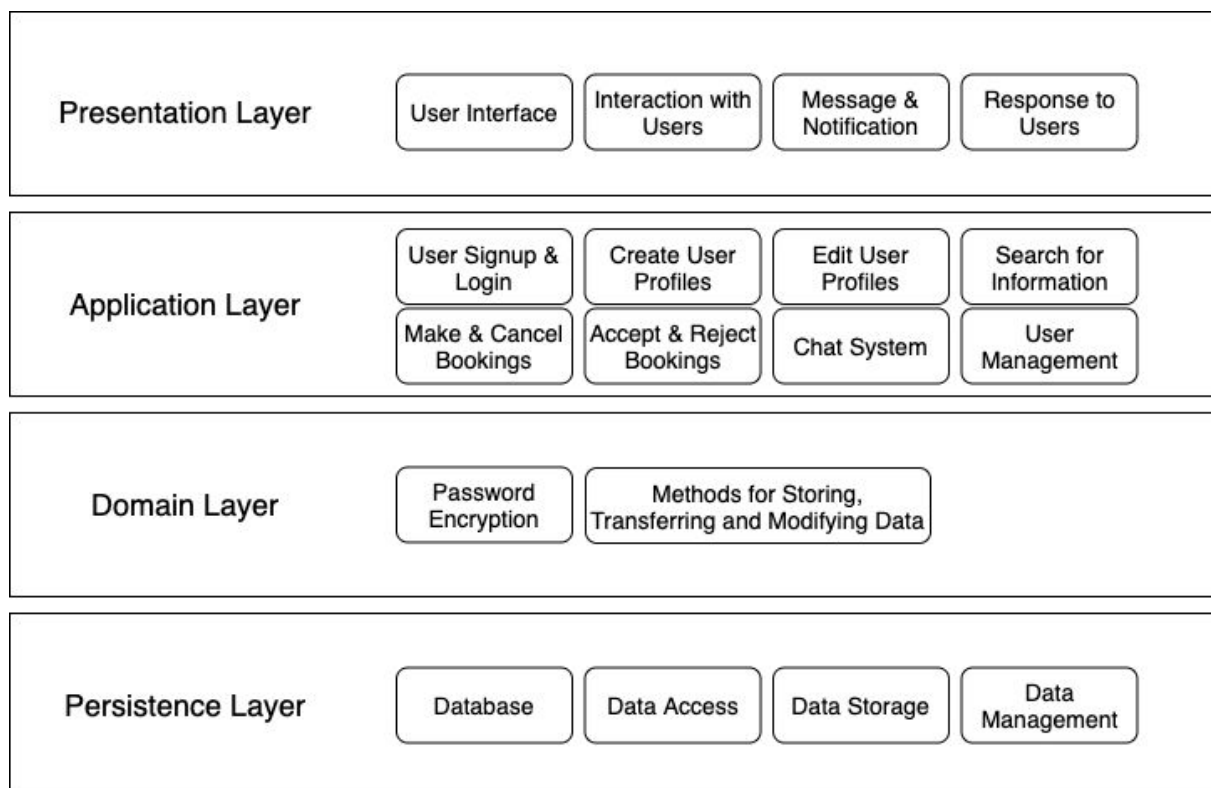 Presentation Layer
User Interface
Interaction with
Users
Message &
Notification
Response to
Users
Application Layer
User Signup &
Login
Create User
Profiles
Edit User
Profiles
Search for
Information
Make & Cancel
Bookings
Accept & Reject
Bookings
Chat System
User
Management
Domain Layer
Password
Encryption
Methods for Storing,
Transferring and Modifying Data
Persistence Layer
Database
Data Access
Data Storage
Data
Management